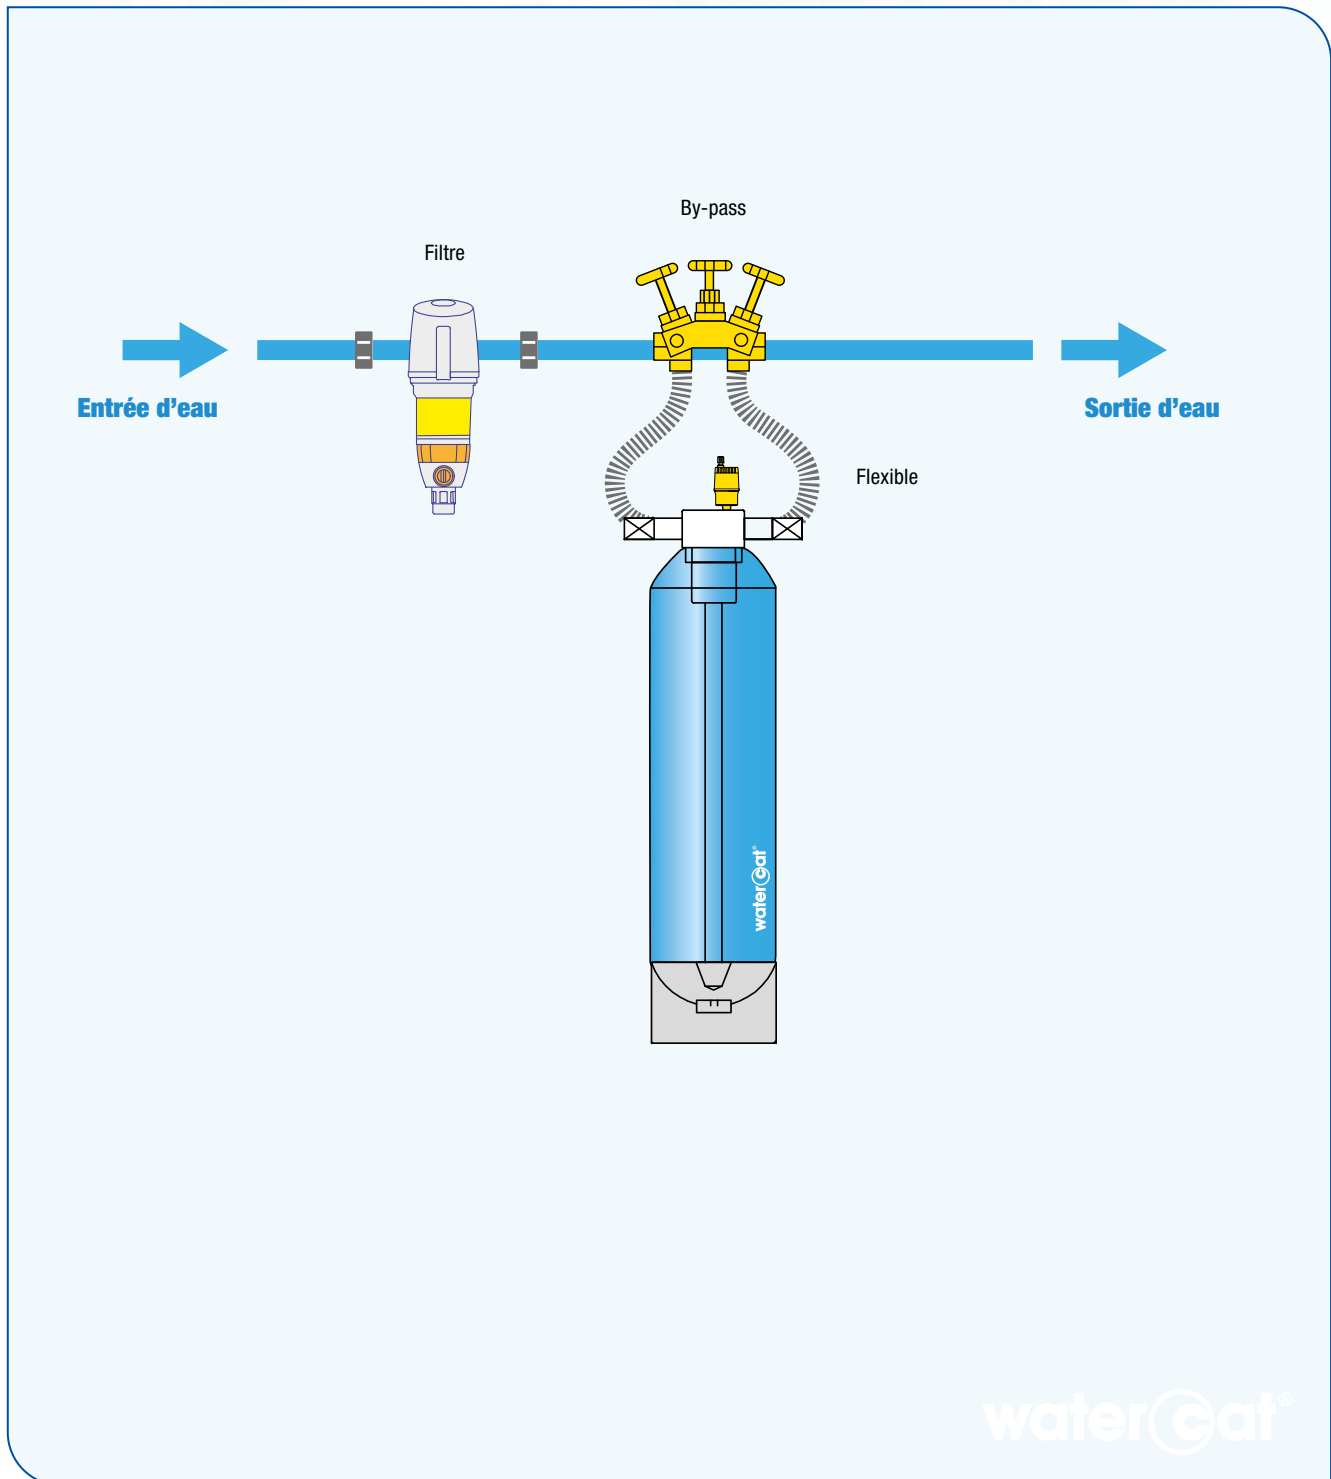 By-pass
Filtre
Entrée d’eau
Sortie d’eau
Flexible
watercat®
watercat®